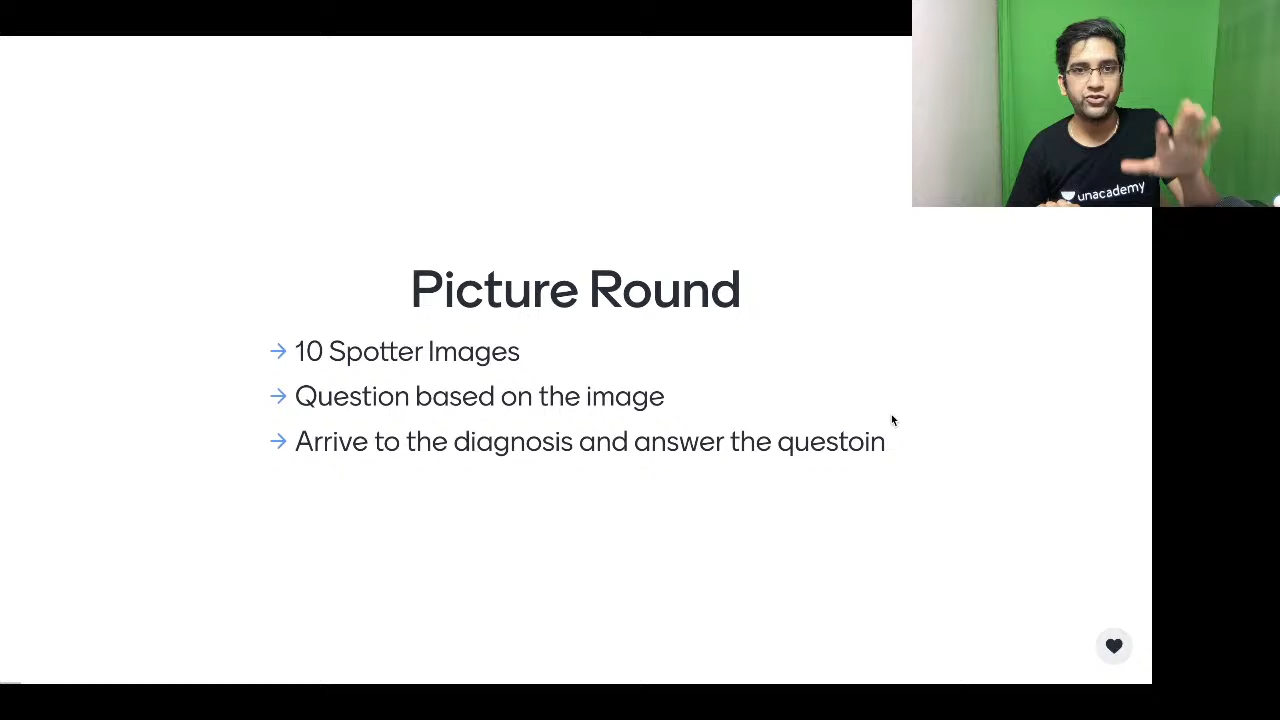 unacademy
Picture Round
→ 10 Spotter Images
→ Question based on the image
→ Arrive to the diagnosis and answer the questoin